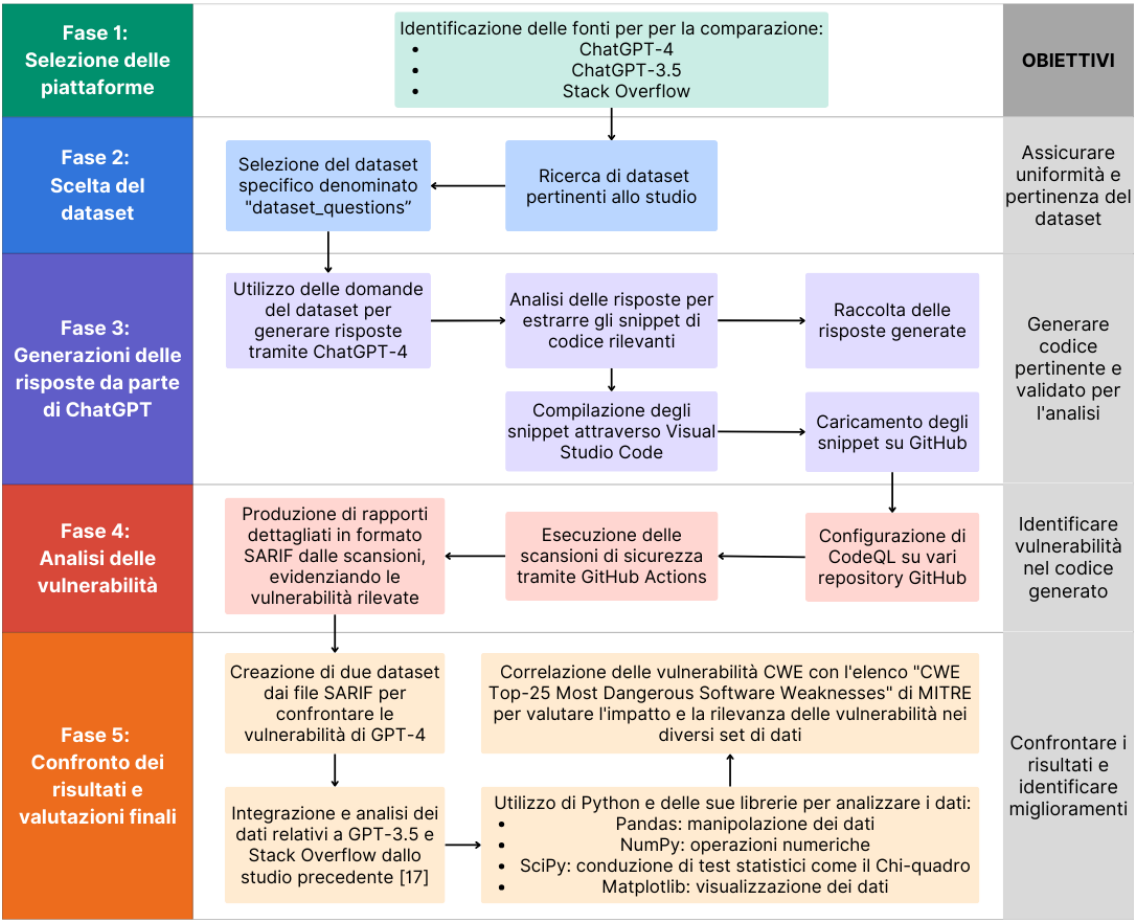 Fase 1:
Selezione delle
piattaforme
Identificazione delle fonti per per la comparazione:
• ChatGPT-4
• ChatGPT-3.5
• Stack Overflow
OBIETTIVI
Fase 2:
Scelta del
dataset
Selezione del dataset
specifico denominato
"dataset_questions”
Ricerca di dataset
pertinenti allo studio
Assicurare
uniformità e
pertinenza del
dataset
Fase 3:
Generazioni delle
risposte da parte
di ChatGPT
Utilizzo delle domande
del dataset per
generare risposte
tramite ChatGPT-4
Analisi delle risposte per
estrarre gli snippet di
codice rilevanti
Raccolta delle
risposte generate
Compilazione degli
snippet attraverso Visual
Studio Code
Caricamento degli
snippet su GitHub
Generare
codice
pertinente e
validato per
l'analisi
Fase 4:
Analisi delle
vulnerabilità
Produzione di rapporti
dettagliati in formato
SARIF dalle scansioni,
evidenziando le
vulnerabilità rilevate
Esecuzione delle
scansioni di sicurezza
tramite GitHub Actions
Configurazione di
CodeQL su vari
repository GitHub
Identificare
vulnerabilità
nel codice
generato
Fase 5:
Confronto dei
risultati e
valutazioni finali
Creazione di due dataset
dai file SARIF per
confrontare le
vulnerabilità di GPT-4
Correlazione delle vulnerabilità CWE con l'elenco "CWE
Top-25 Most Dangerous Software Weaknesses" di MITRE
per valutare l'impatto e la rilevanza delle vulnerabilità nei
diversi set di dati
Integrazione e analisi dei
dati relativi a GPT-3.5 e
Stack Overflow dallo
studio precedente [17]
Utilizzo di Python e delle sue librerie per analizzare i dati:
• Pandas: manipolazione dei dati
• NumPy: operazioni numeriche
• SciPy: conduzione di test statistici come il Chi-quadro
• Matplotlib: visualizzazione dei dati
Confrontare i
risultati e
identificare
miglioramenti